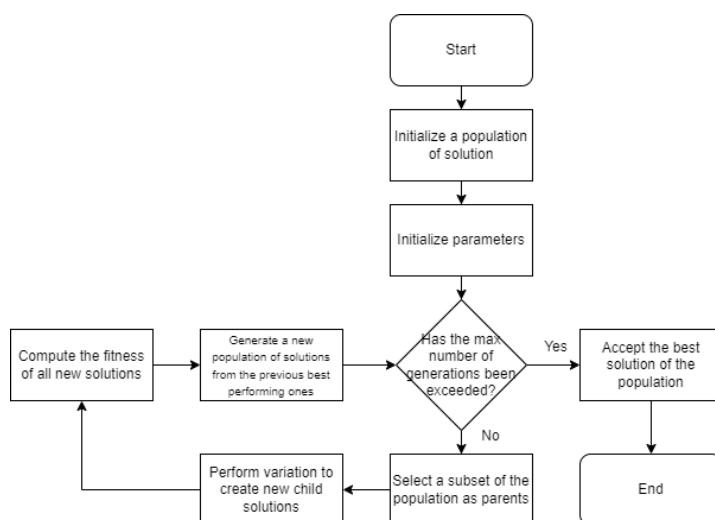 Start
Initialize a population
of solution
Initialize parameters
Compute the fitness
of all new solutions
Generate a new
population of solutions
from the previous best
performing ones
Has the max
number of
generations been
exceeded?
Yes
Accept the best
solution of the
population
No
Perform variation to
create new child
solutions
Select a subset of the
population as parents
End